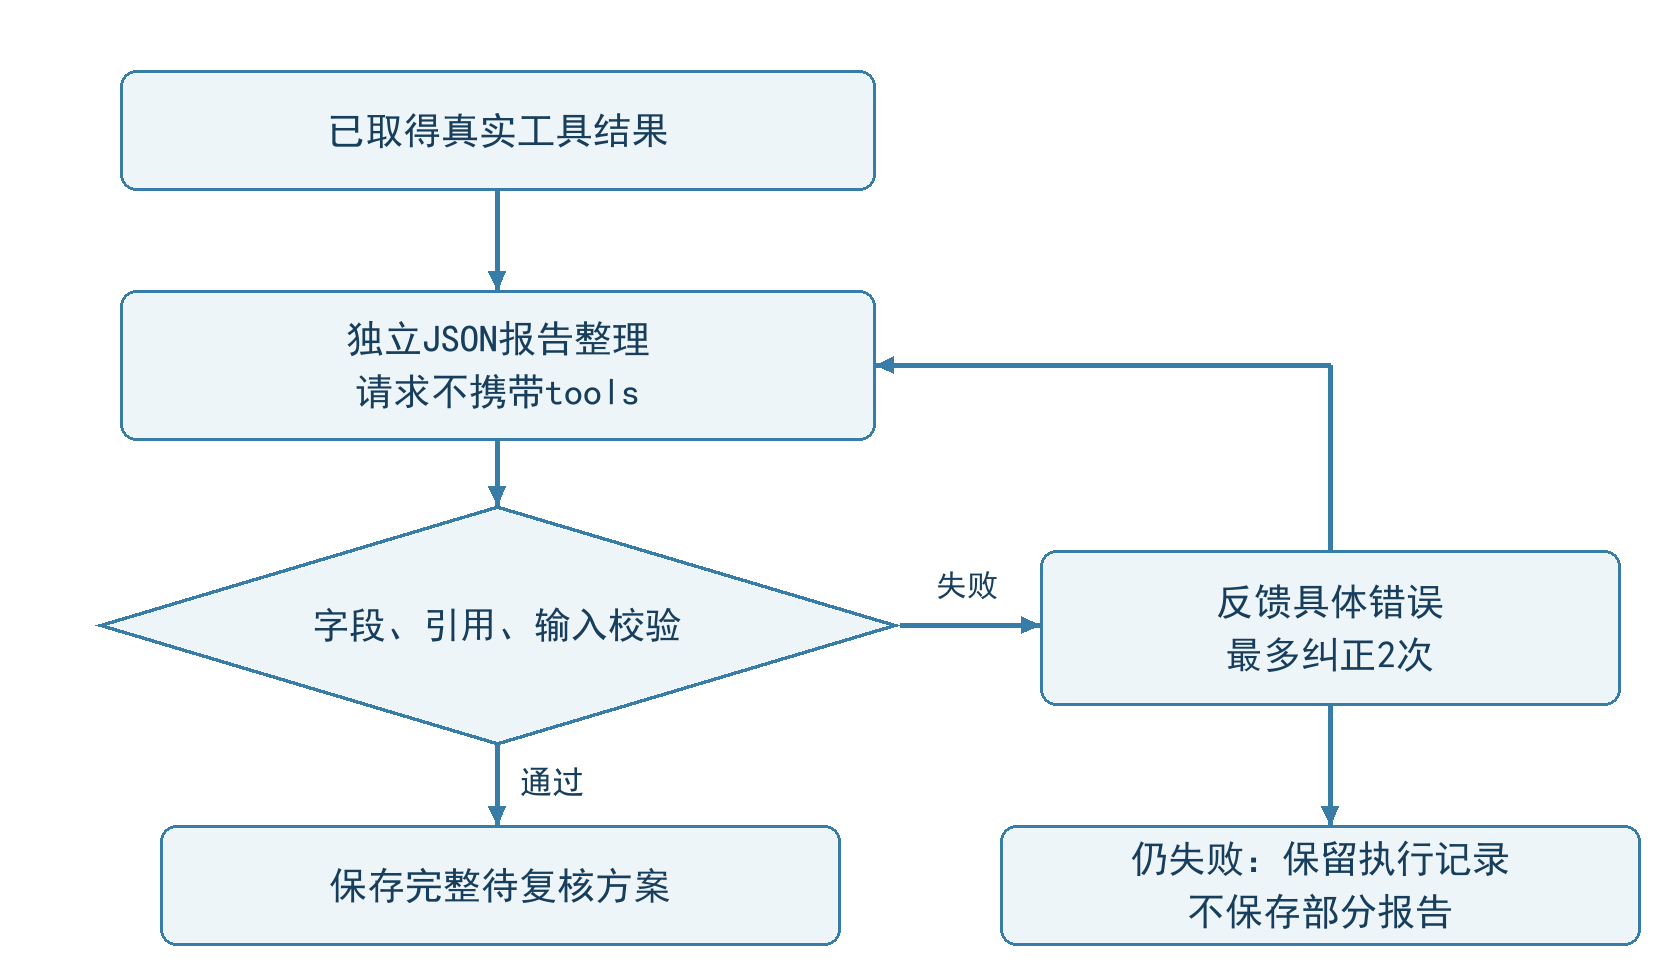 已取得真实工具结果
独立JSON报告整理
请求不携带tools
字段、引用、输入校验
失败
反馈具体错误
最多纠正2次
通过
保存完整待复核方案
仍失败：保留执行记录
不保存部分报告